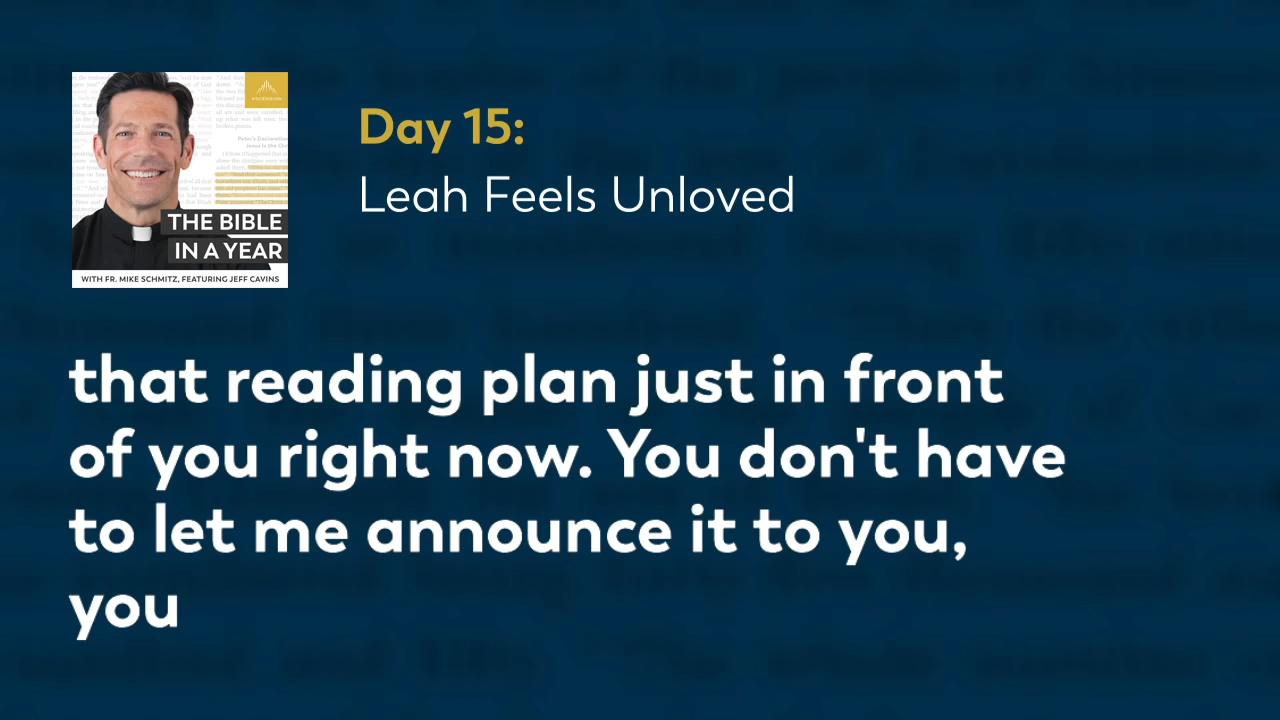 Day 15:
Leah Feels Unloved
ASCENSION
THE BIBLE
IN A YEAR
WITH FR. MIKE SCHMITZ, FEATURING JEFF CAVINS
that reading plan just in front
of you right now. You don't have
to let me announce it to you,
you